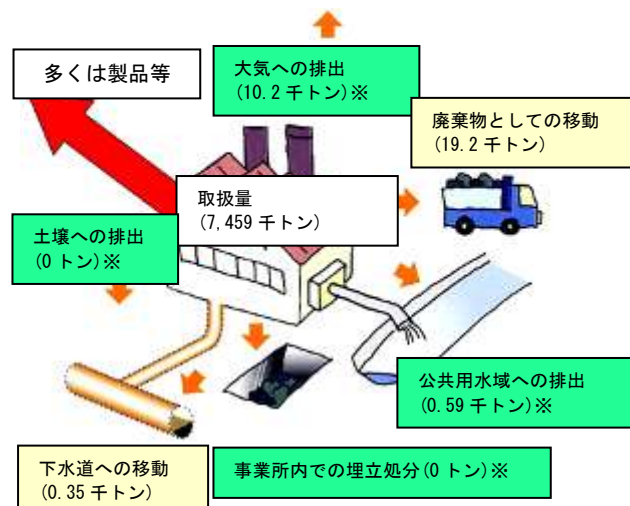 多くは製品等
大気への排出
(10.2 千トン)※
廃棄物としての移動
(19.2 千トン)
取扱量
(7,459 千トン)
土壌への排出
(0 トン)※
公共用水域への排出
(0.59 千トン)※
下水道への移動
(0.35 千トン)
事業所内での埋立処分(0 トン)※